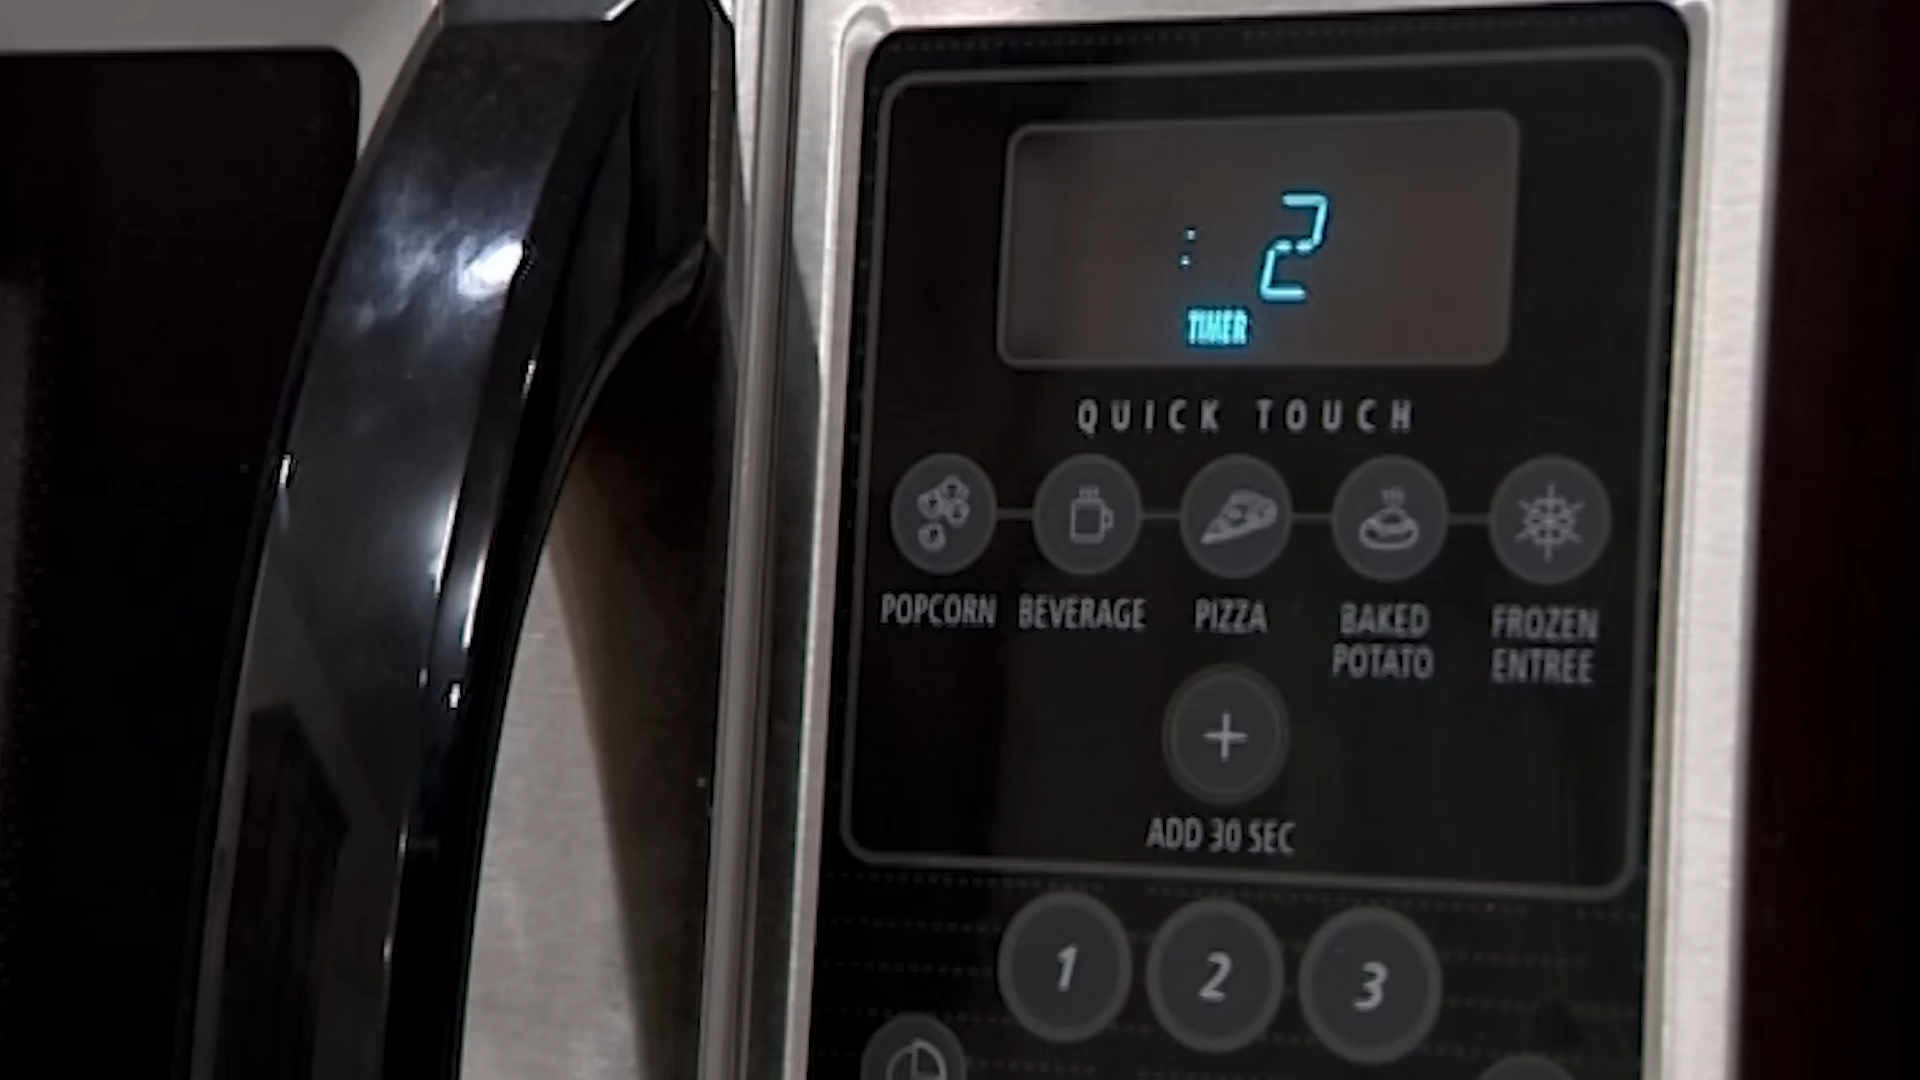 : 2
TIMER
QUICK TOUCH
POPCORN BEVERAGE PIZZA BAKED POTATO FROZEN ENTREE
+
ADD 30 SEC
1 2 3